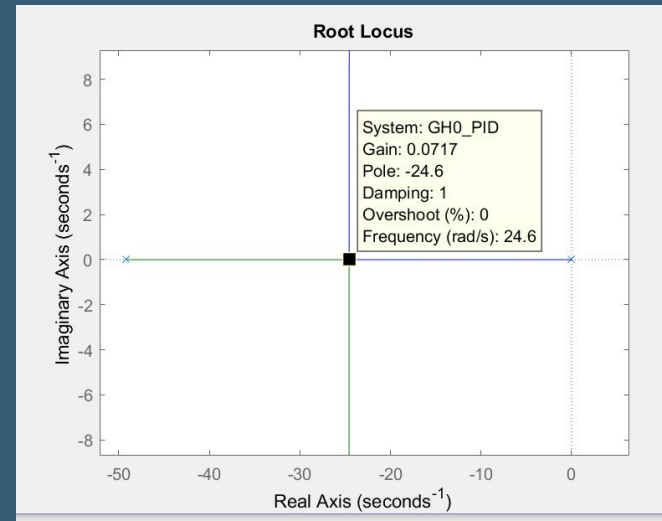 Root Locus
Imaginary Axis (seconds⁻¹)
8
6
4
2
0
-2
-4
-6
-8
System: GH0_PID
Gain: 0.0717
Pole: -24.6
Damping: 1
Overshoot (%): 0
Frequency (rad/s): 24.6
-50 -40 -30 -20 -10 0
Real Axis (seconds⁻¹)